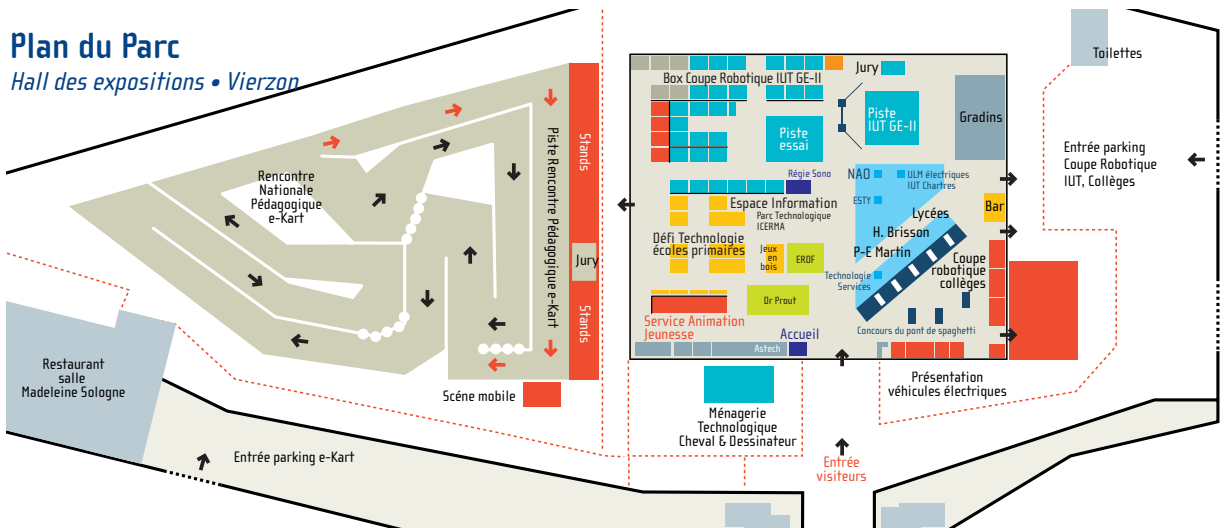 Plan du Parc
Hall des expositions • Vierzon
Toilettes
Box Coupe Robotique IUT GE-II
Jury
Piste
IUT GE-II
Piste
essai
Gradins
Entrée parking
Coupe Robotique
IUT, Collèges
Stands
Piste Rencontre Pédagogique e-Kart
Jury
Stands
Rencontre
Nationale
Pédagogique
e-Kart
Régie Sono
NAO
ULM électriques
IUT Chartres
ESTY
Espace Information
Parc Technologique
ICERMA
Lycées
H. Brisson
P-E Martin
Bar
Défi Technologie
écoles primaires
Jeux
en
bois
ERDF
Technologie
Services
Coupe
robotique
collèges
Dr Prout
Service Animation
Jeunesse
Accueil
Astech
Concours du pont de spaghetti
Restaurant
salle
Madeleine Sologne
Scéne mobile
Présentation
véhicules électriques
Ménagerie
Technologique
Cheval & Dessinateur
Entrée parking e-Kart
Entrée
visiteurs